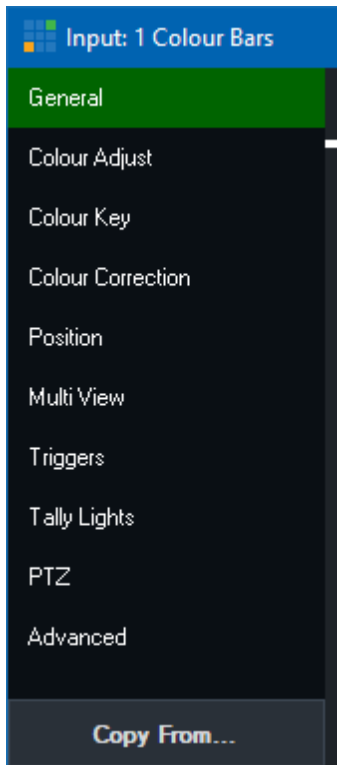 Input: 1 Colour Bars
General
Colour Adjust
Colour Key
Colour Correction
Position
Multi View
Triggers
Tally Lights
PTZ
Advanced
Copy From...